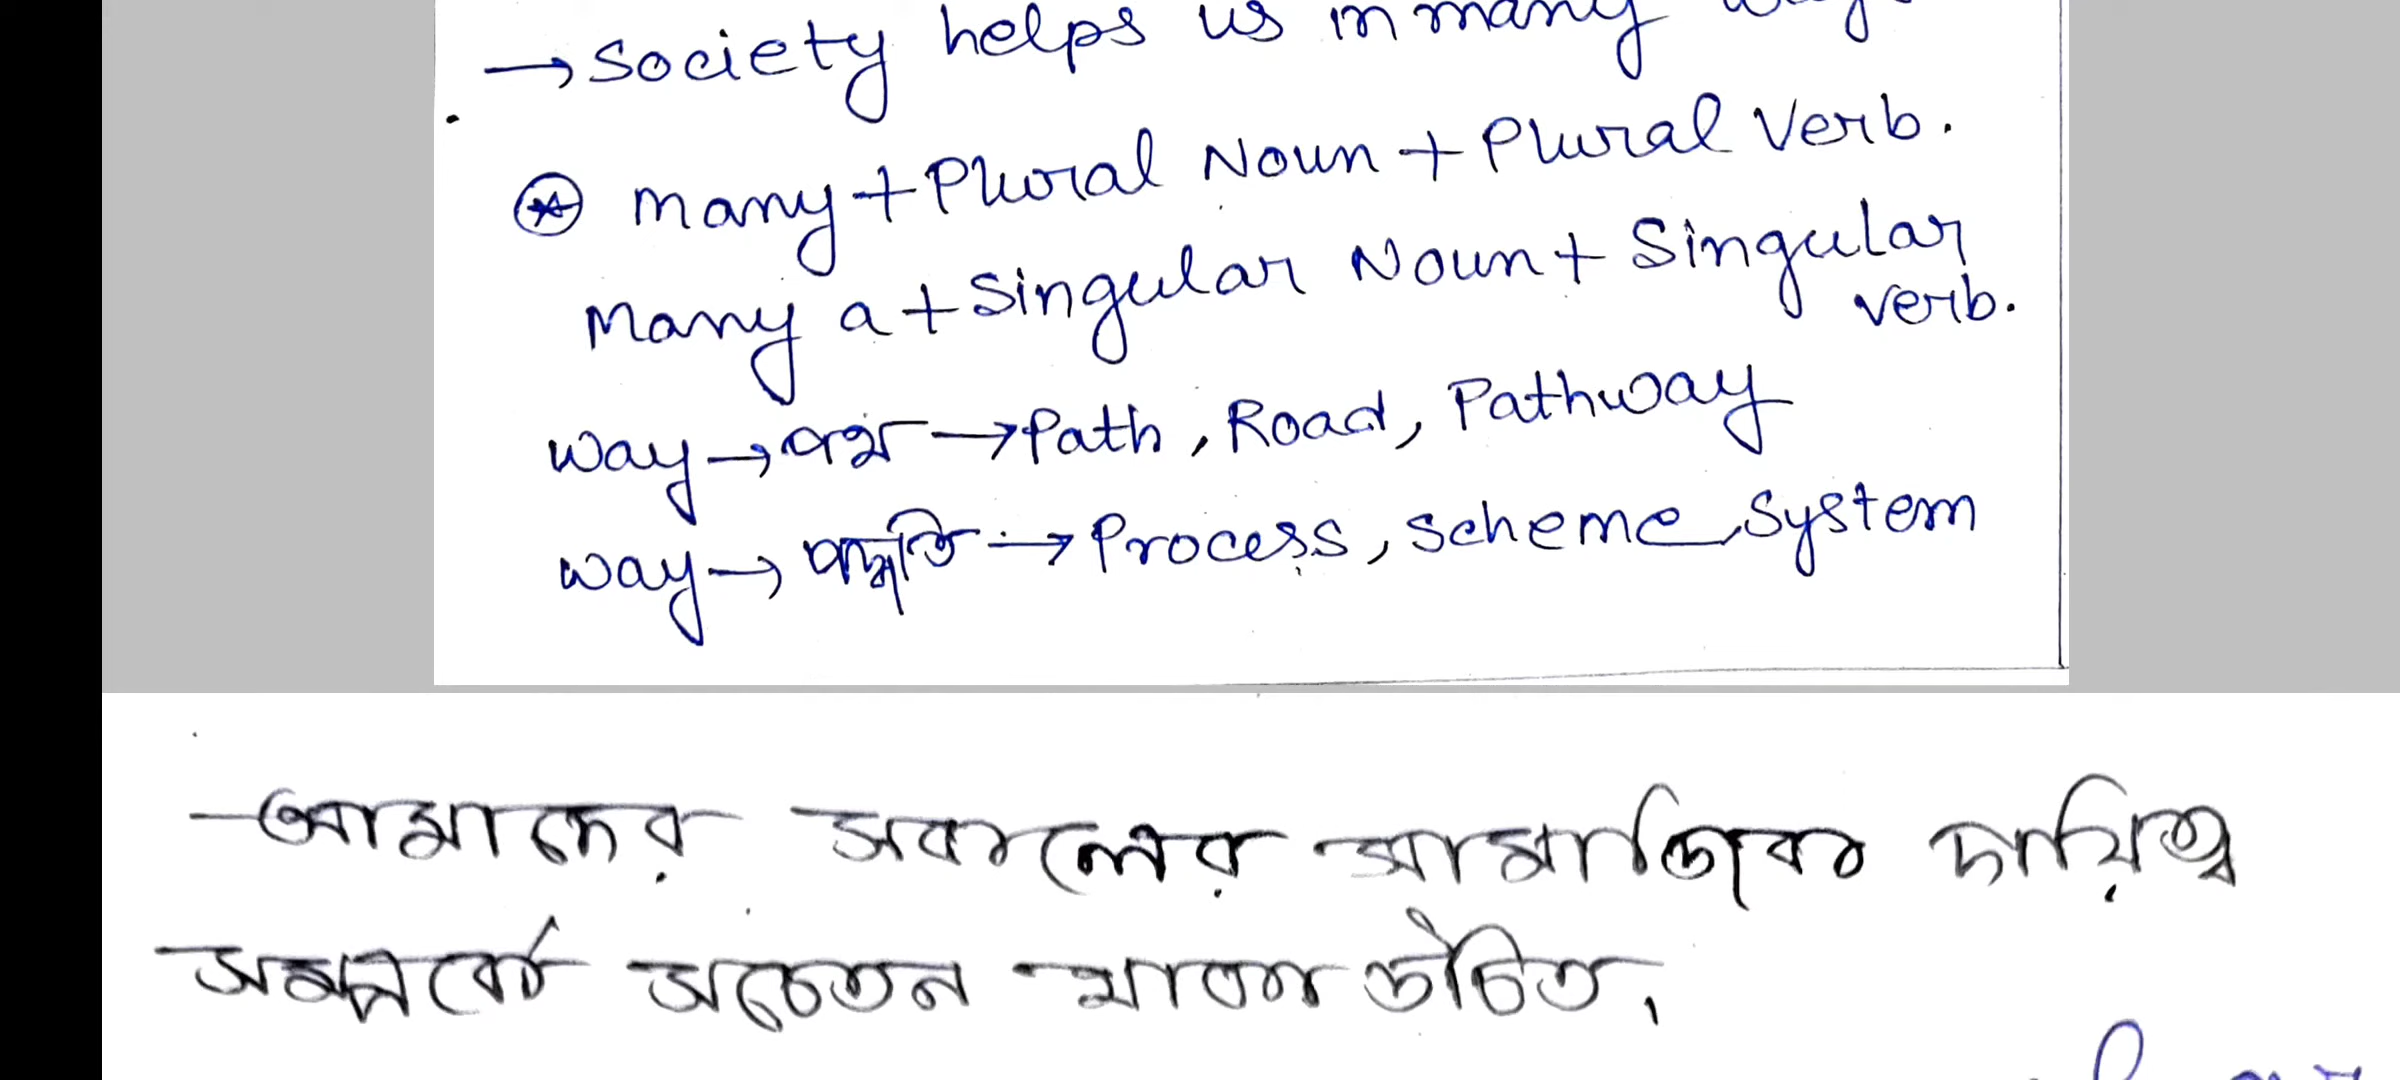 → Society helps us in many
⊛ many + Plural Noun + Plural Verb.
Many a + Singular Noun + Singular
verb.
way → পথ → Path, Road, Pathway
way → পদ্ধতি → Process, scheme, system
আমাদের সকলের সামাজিক দায়িত্ব
সম্পর্কে সচেতন থাকা উচিত।